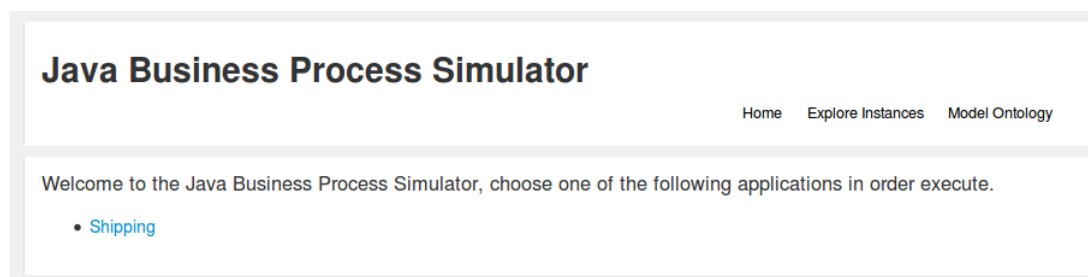 Java Business Process Simulator
Home Explore Instances Model Ontology
Welcome to the Java Business Process Simulator, choose one of the following applications in order execute.
• Shipping